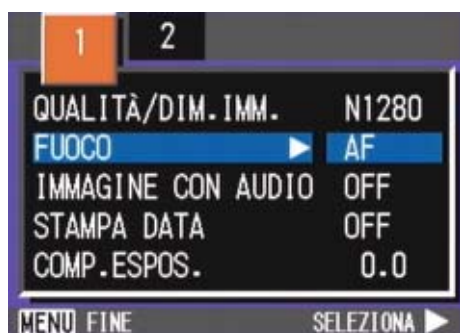 1 2
QUALITÀ/DIM.IMM. N1280
FUOCO ▶ AF
IMMAGINE CON AUDIO OFF
STAMPA DATA OFF
COMP.ESPOS. 0.0
MENU FINE SELEZIONA ▶